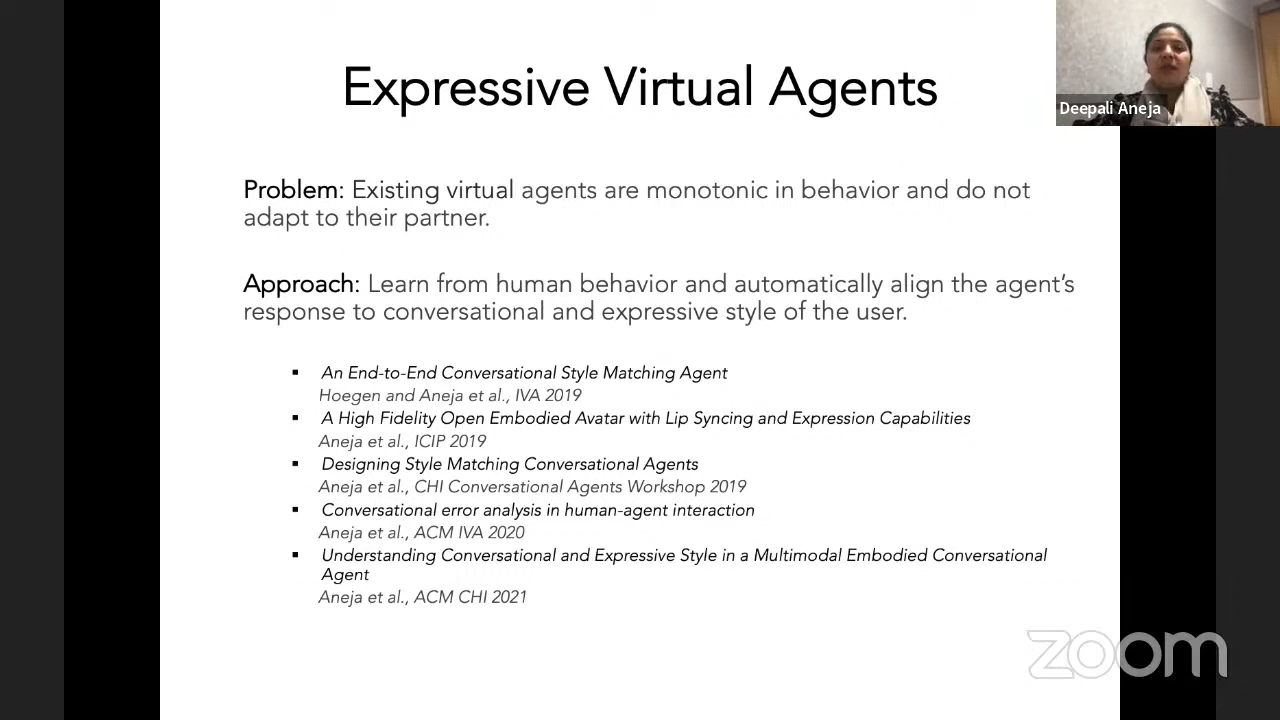 Expressive Virtual Agents
Deepali Aneja
Problem: Existing virtual agents are monotonic in behavior and do not
adapt to their partner.
Approach: Learn from human behavior and automatically align the agent's
response to conversational and expressive style of the user.
▪ An End-to-End Conversational Style Matching Agent
Hoegen and Aneja et al., IVA 2019
▪ A High Fidelity Open Embodied Avatar with Lip Syncing and Expression Capabilities
Aneja et al., ICIP 2019
▪ Designing Style Matching Conversational Agents
Aneja et al., CHI Conversational Agents Workshop 2019
▪ Conversational error analysis in human-agent interaction
Aneja et al., ACM IVA 2020
▪ Understanding Conversational and Expressive Style in a Multimodal Embodied Conversational
Agent
Aneja et al., ACM CHI 2021
zoom